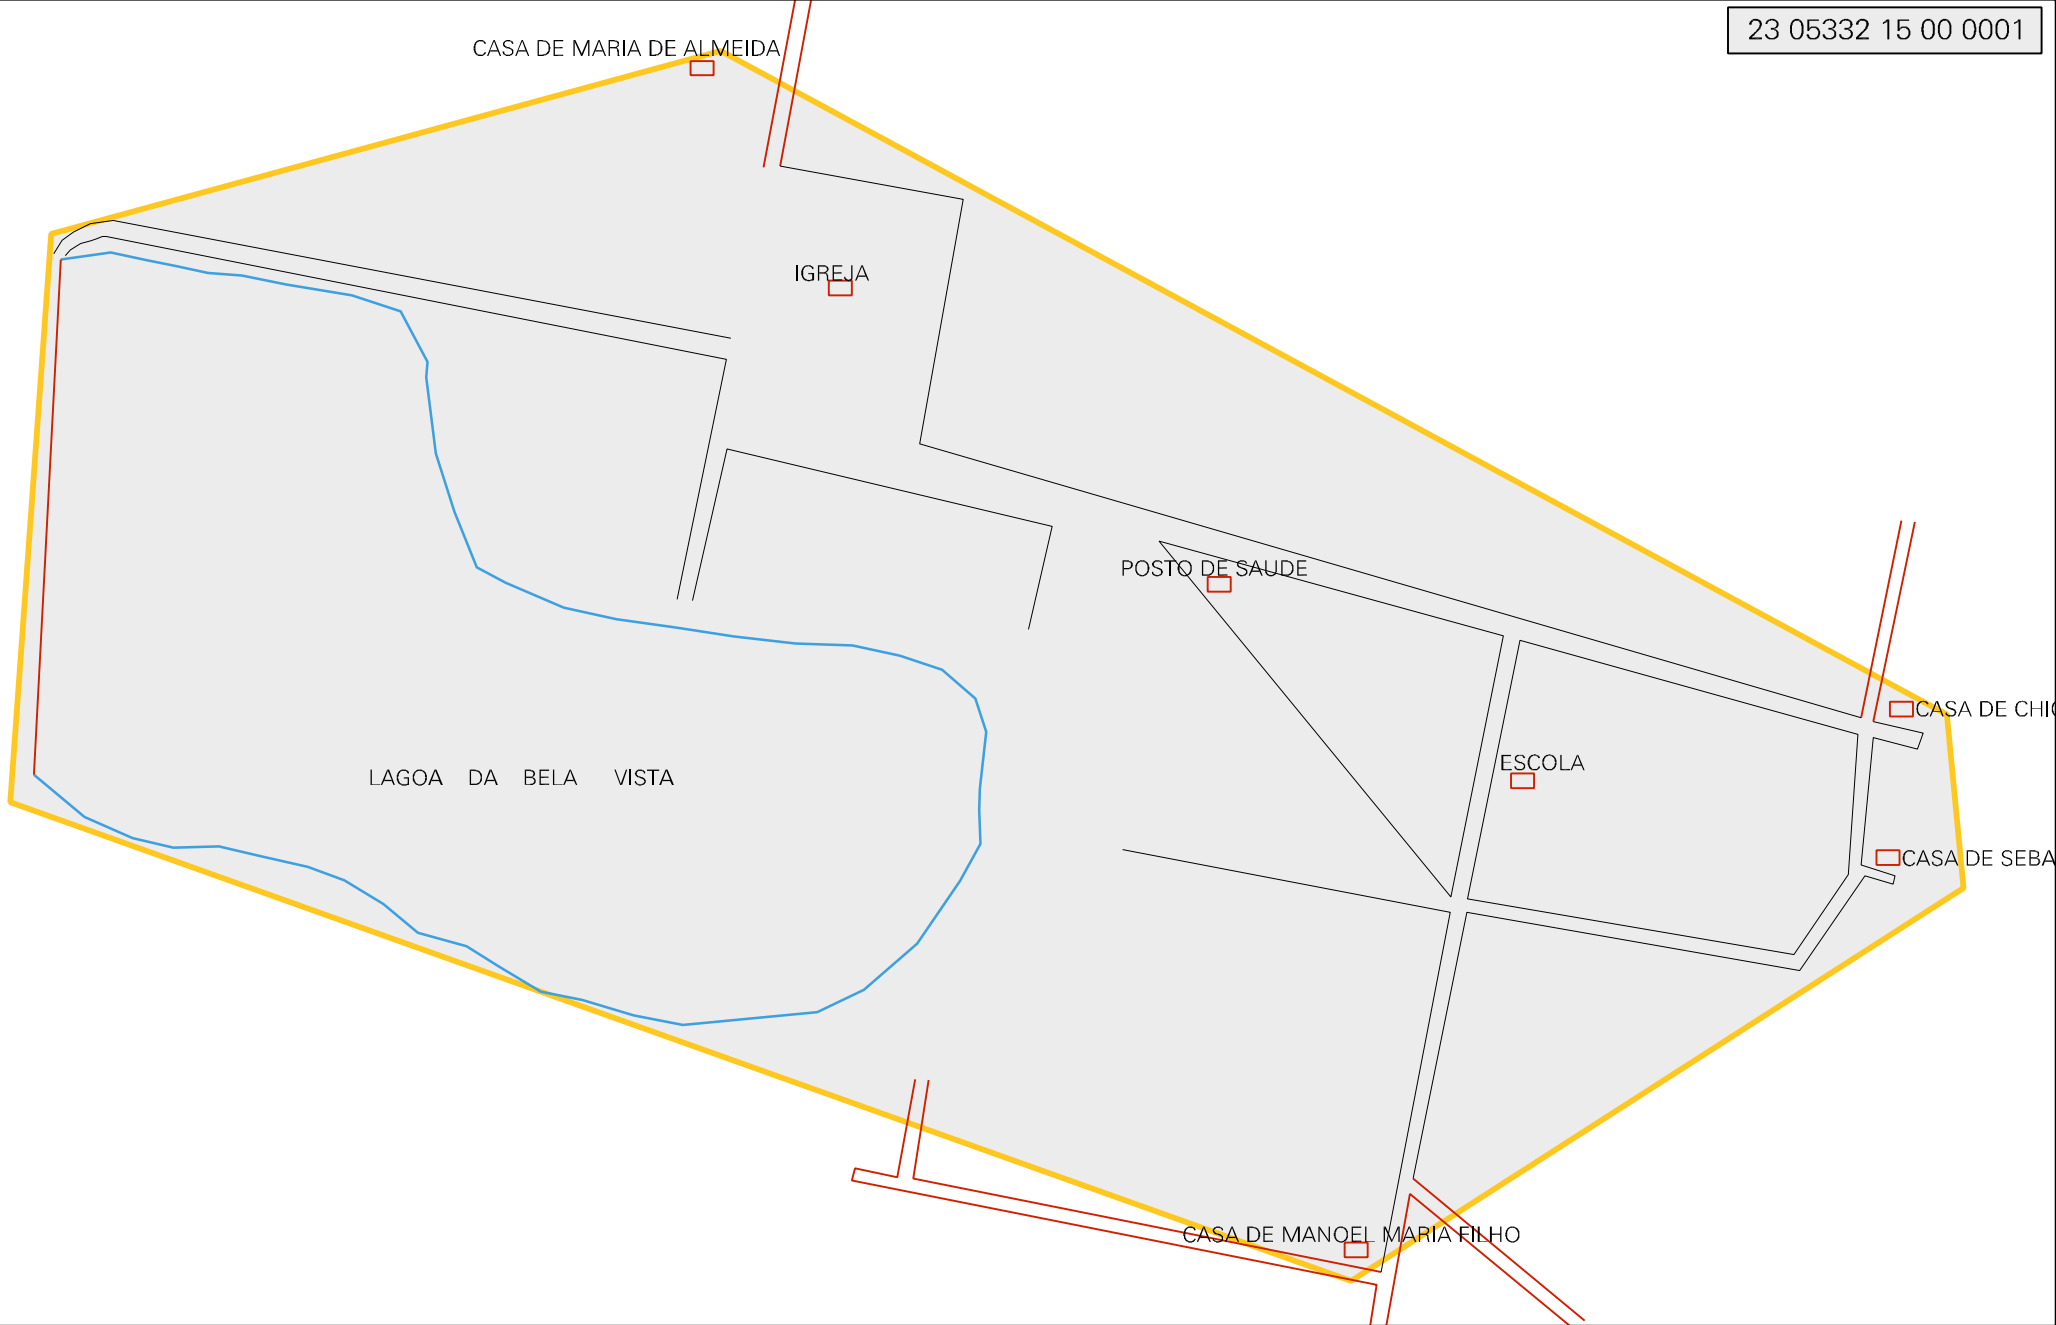 23 05332 15 00 0001
CASA DE MARIA DE ALMEIDA
IGREJA
POSTO DE SAUDE
CASA DE CHI
ESCOLA
LAGOA DA BELA VISTA
CASA DE SEBA
CASA DE MANOEL MARIA FILHO